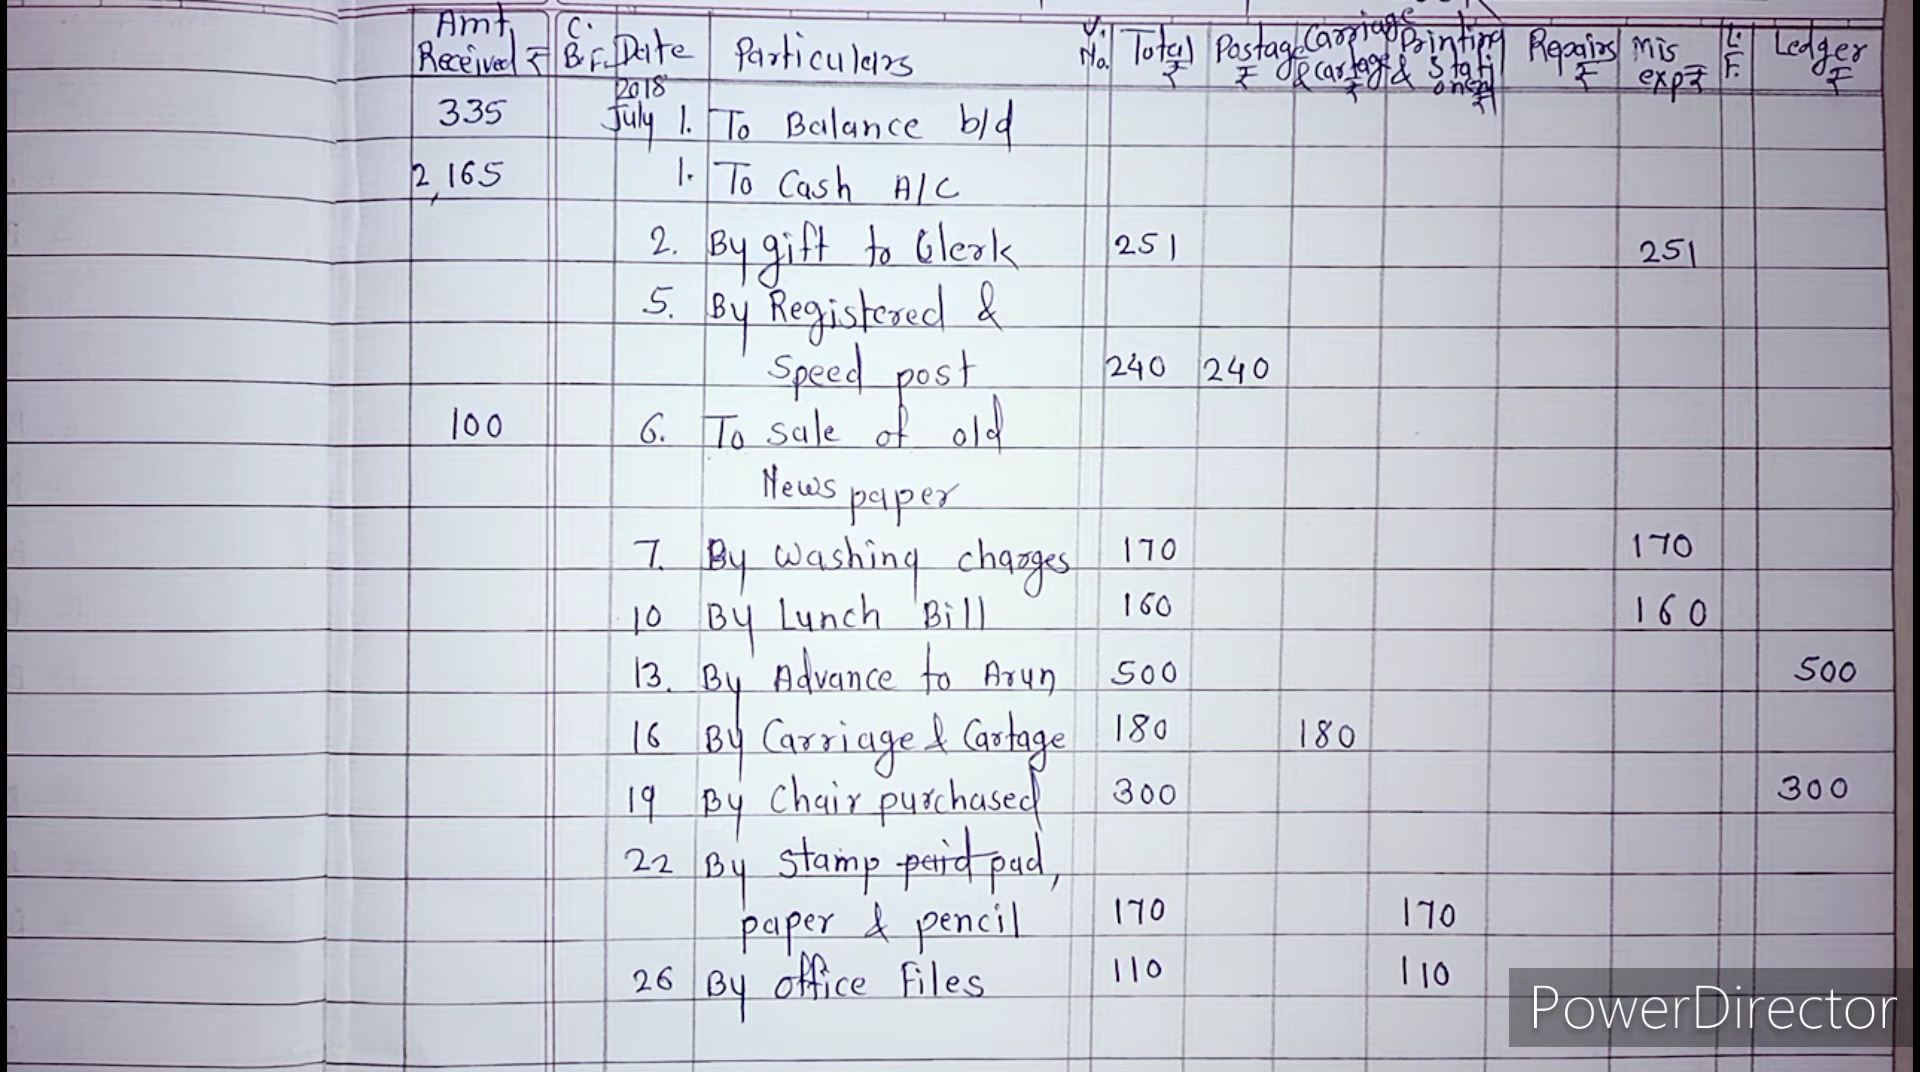 Amt Received ₹ C. B.F. Date Particulars V. No. Total ₹ Postage ₹ Carriage & Cartage ₹ Printing & Stationery ₹ Repairs ₹ Mis exp ₹ L. F. Ledger ₹
2018
335 July 1. To Balance b/d
2,165 1. To Cash A/C
2. By gift to Clerk 251 251
5. By Registered &
Speed post 240 240
100 6. To sale of old
News paper
7. By Washing charges 170 170
10 By Lunch Bill 160 160
13. By Advance to Arun 500 500
16 By Carriage & Cartage 180 180
19 By Chair purchased 300 300
22 By Stamp paid pad,
paper & pencil 170 170
26 By office Files 110 110
PowerDirector